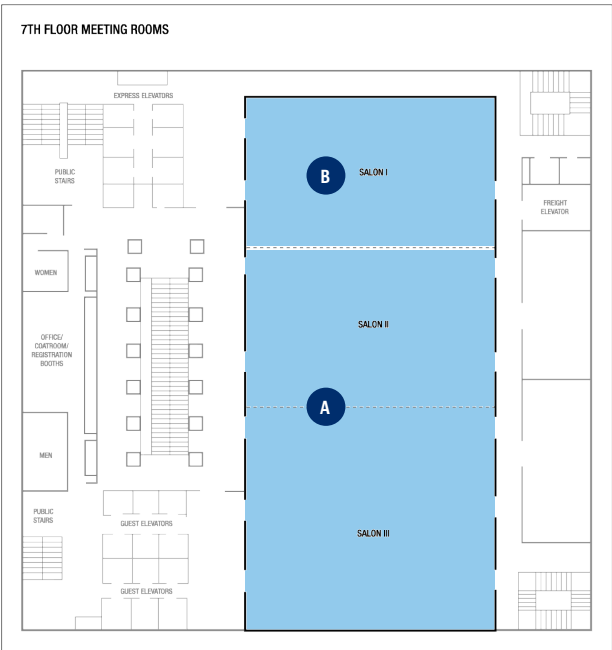 7TH FLOOR MEETING ROOMS
EXPRESS ELEVATORS
PUBLIC
STAIRS
B
SALON I
FREIGHT
ELEVATOR
WOMEN
SALON II
OFFICE/
COATROOM/
REGISTRATION
BOOTHS
A
MEN
PUBLIC
STAIRS
GUEST ELEVATORS
SALON III
GUEST ELEVATORS